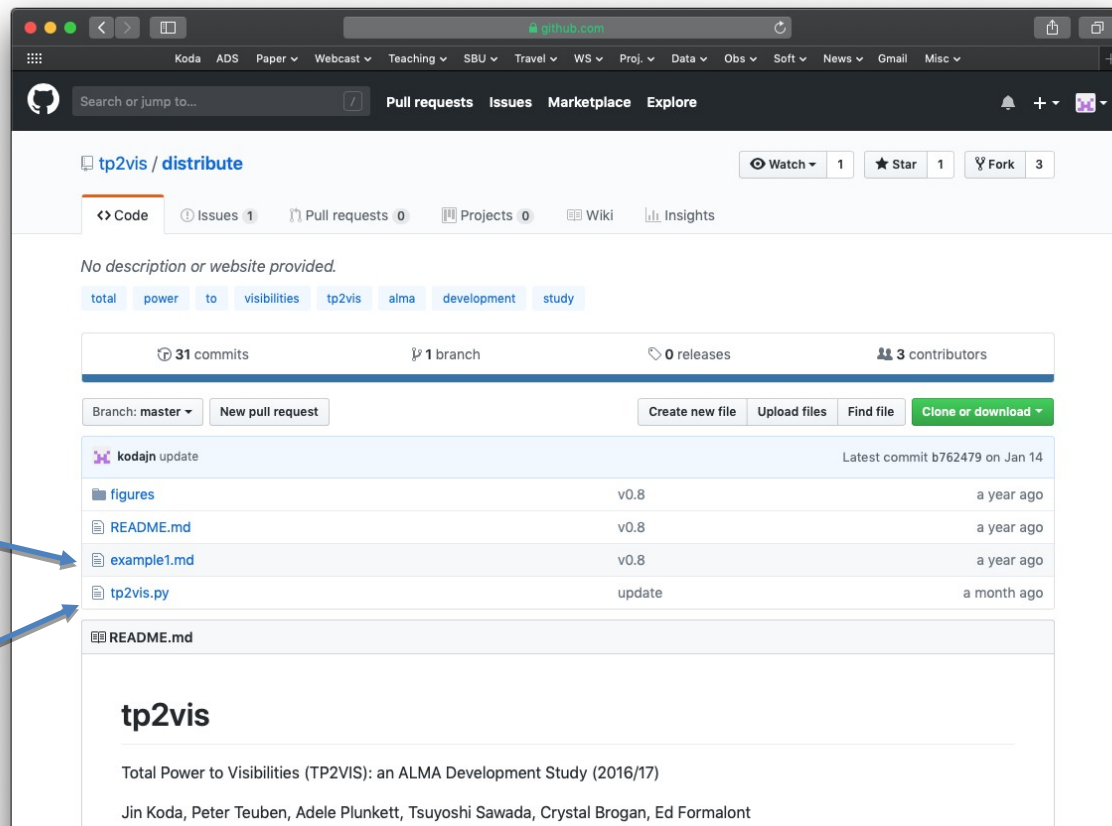 github.com
Koda ADS Paper Webcast Teaching SBU Travel WS Proj. Data Obs Soft News Gmail Misc
Search or jump to... / Pull requests Issues Marketplace Explore
tp2vis / distribute Watch 1 Star 1 Fork 3
Code Issues 1 Pull requests 0 Projects 0 Wiki Insights
No description or website provided.
total power to visibilities tp2vis alma development study
31 commits 1 branch 0 releases 3 contributors
Branch: master New pull request Create new file Upload files Find file Clone or download
kodajn update Latest commit b762479 on Jan 14
figures v0.8 a year ago
README.md v0.8 a year ago
example1.md v0.8 a year ago
tp2vis.py update a month ago
README.md
tp2vis
Total Power to Visibilities (TP2VIS): an ALMA Development Study (2016/17)
Jin Koda, Peter Teuben, Adele Plunkett, Tsuyoshi Sawada, Crystal Brogan, Ed Formalont